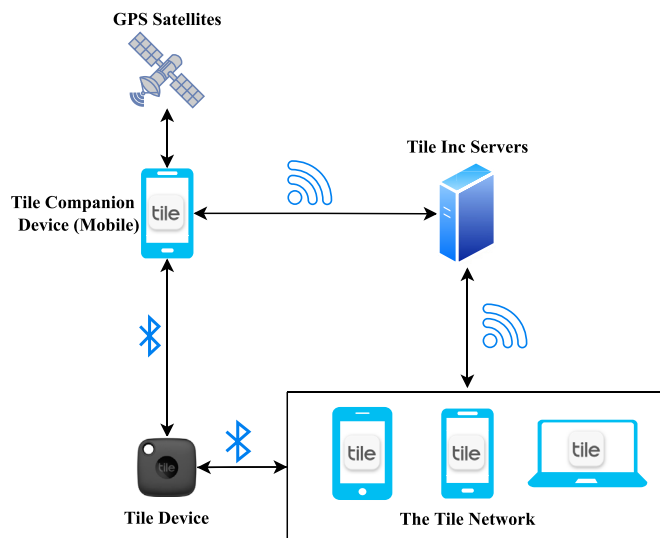 GPS Satellites
Tile Inc Servers
Tile Companion
Device (Mobile)
tile
tile
tile
tile
tile
Tile Device
The Tile Network